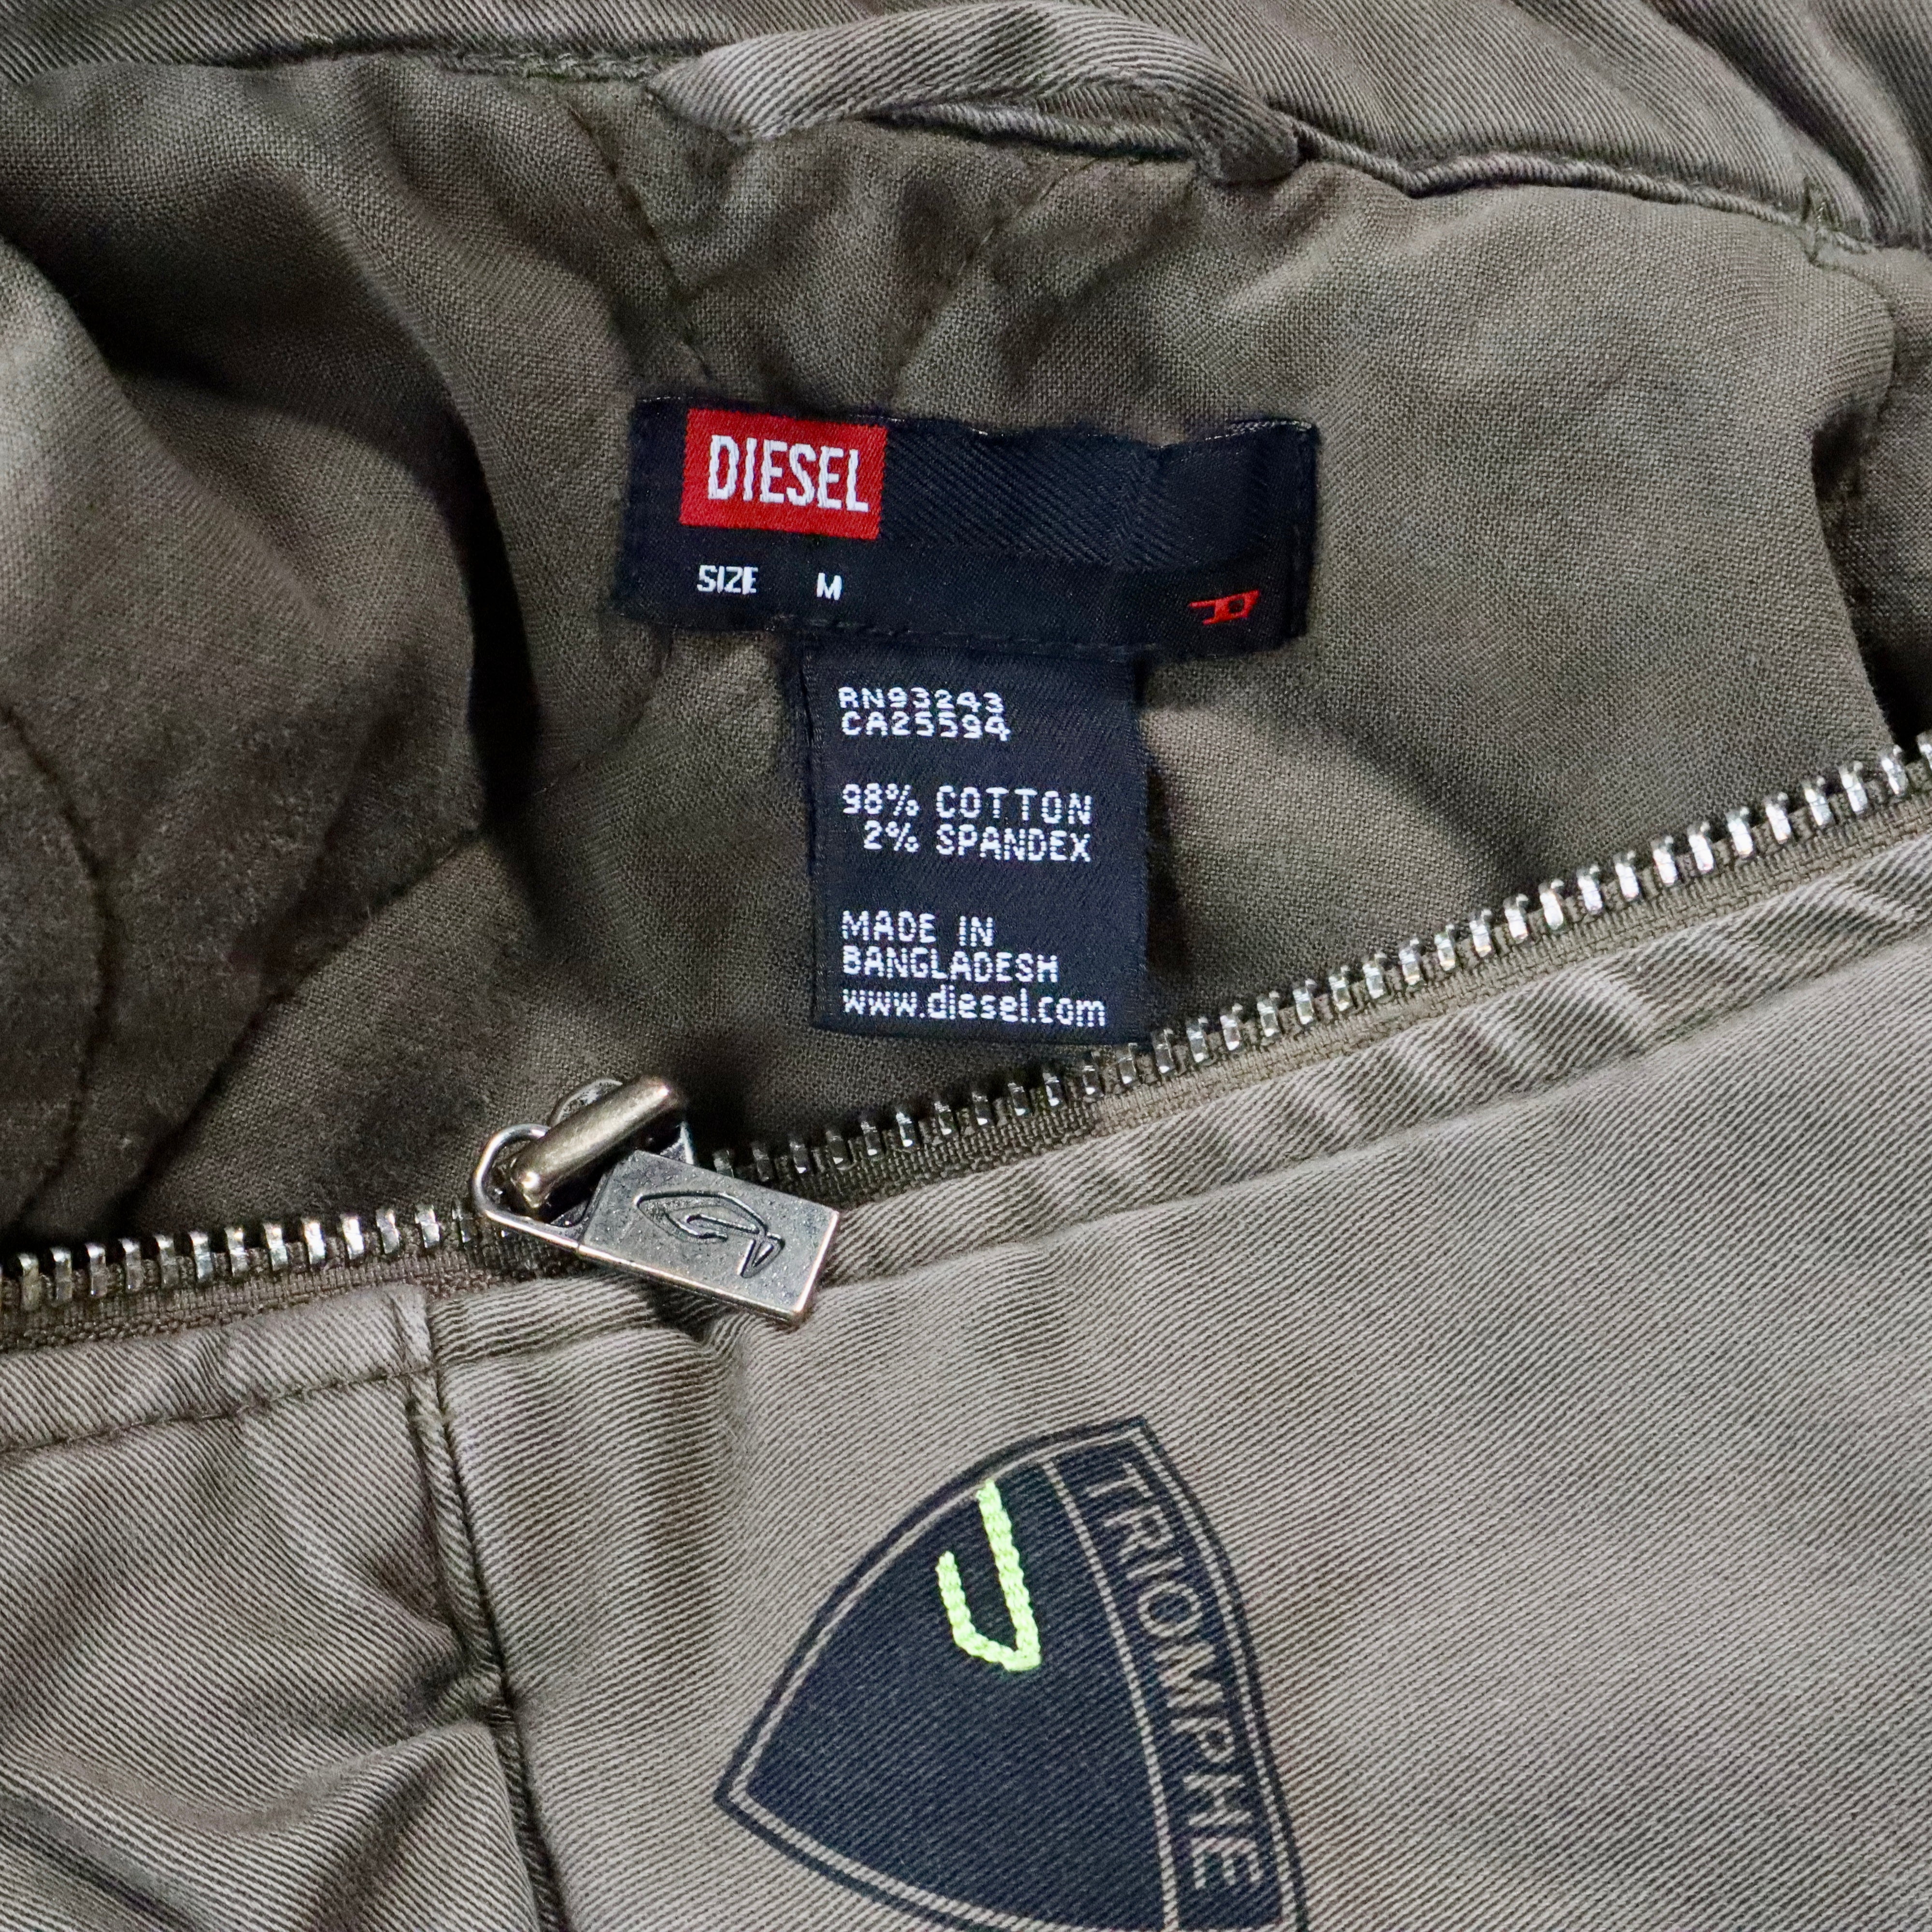 DIESEL
SIZE M
RN93243
CA25594
98% COTTON
2% SPANDEX
MADE IN
BANGLADESH
www.diesel.com
TRIOMPHE